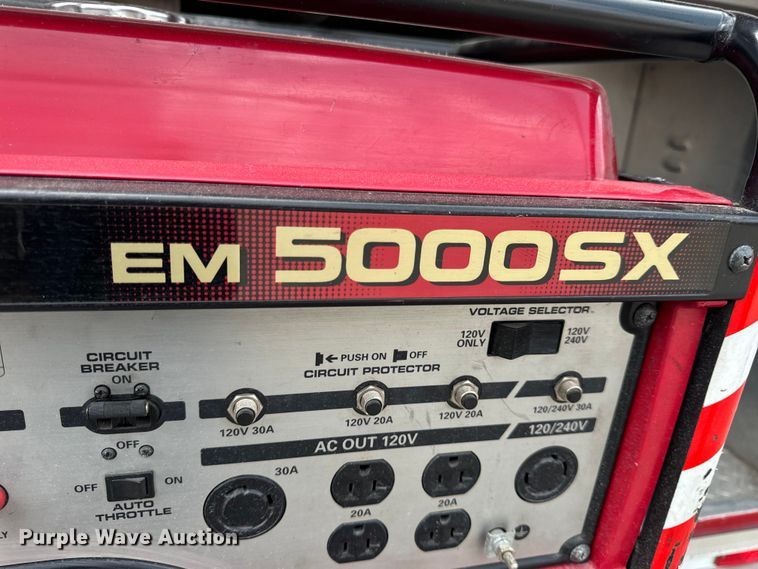 EM 5000SX
VOLTAGE SELECTOR
120V ONLY
120V 240V
CIRCUIT BREAKER
ON
PUSH ON OFF
CIRCUIT PROTECTOR
120V 30A
120V 20A
120V 20A
120/240V 30A
OFF
AC OUT 120V
120/240V
30A
OFF
ON
AUTO THROTTLE
20A
20A
20A
Purple Wave Auction